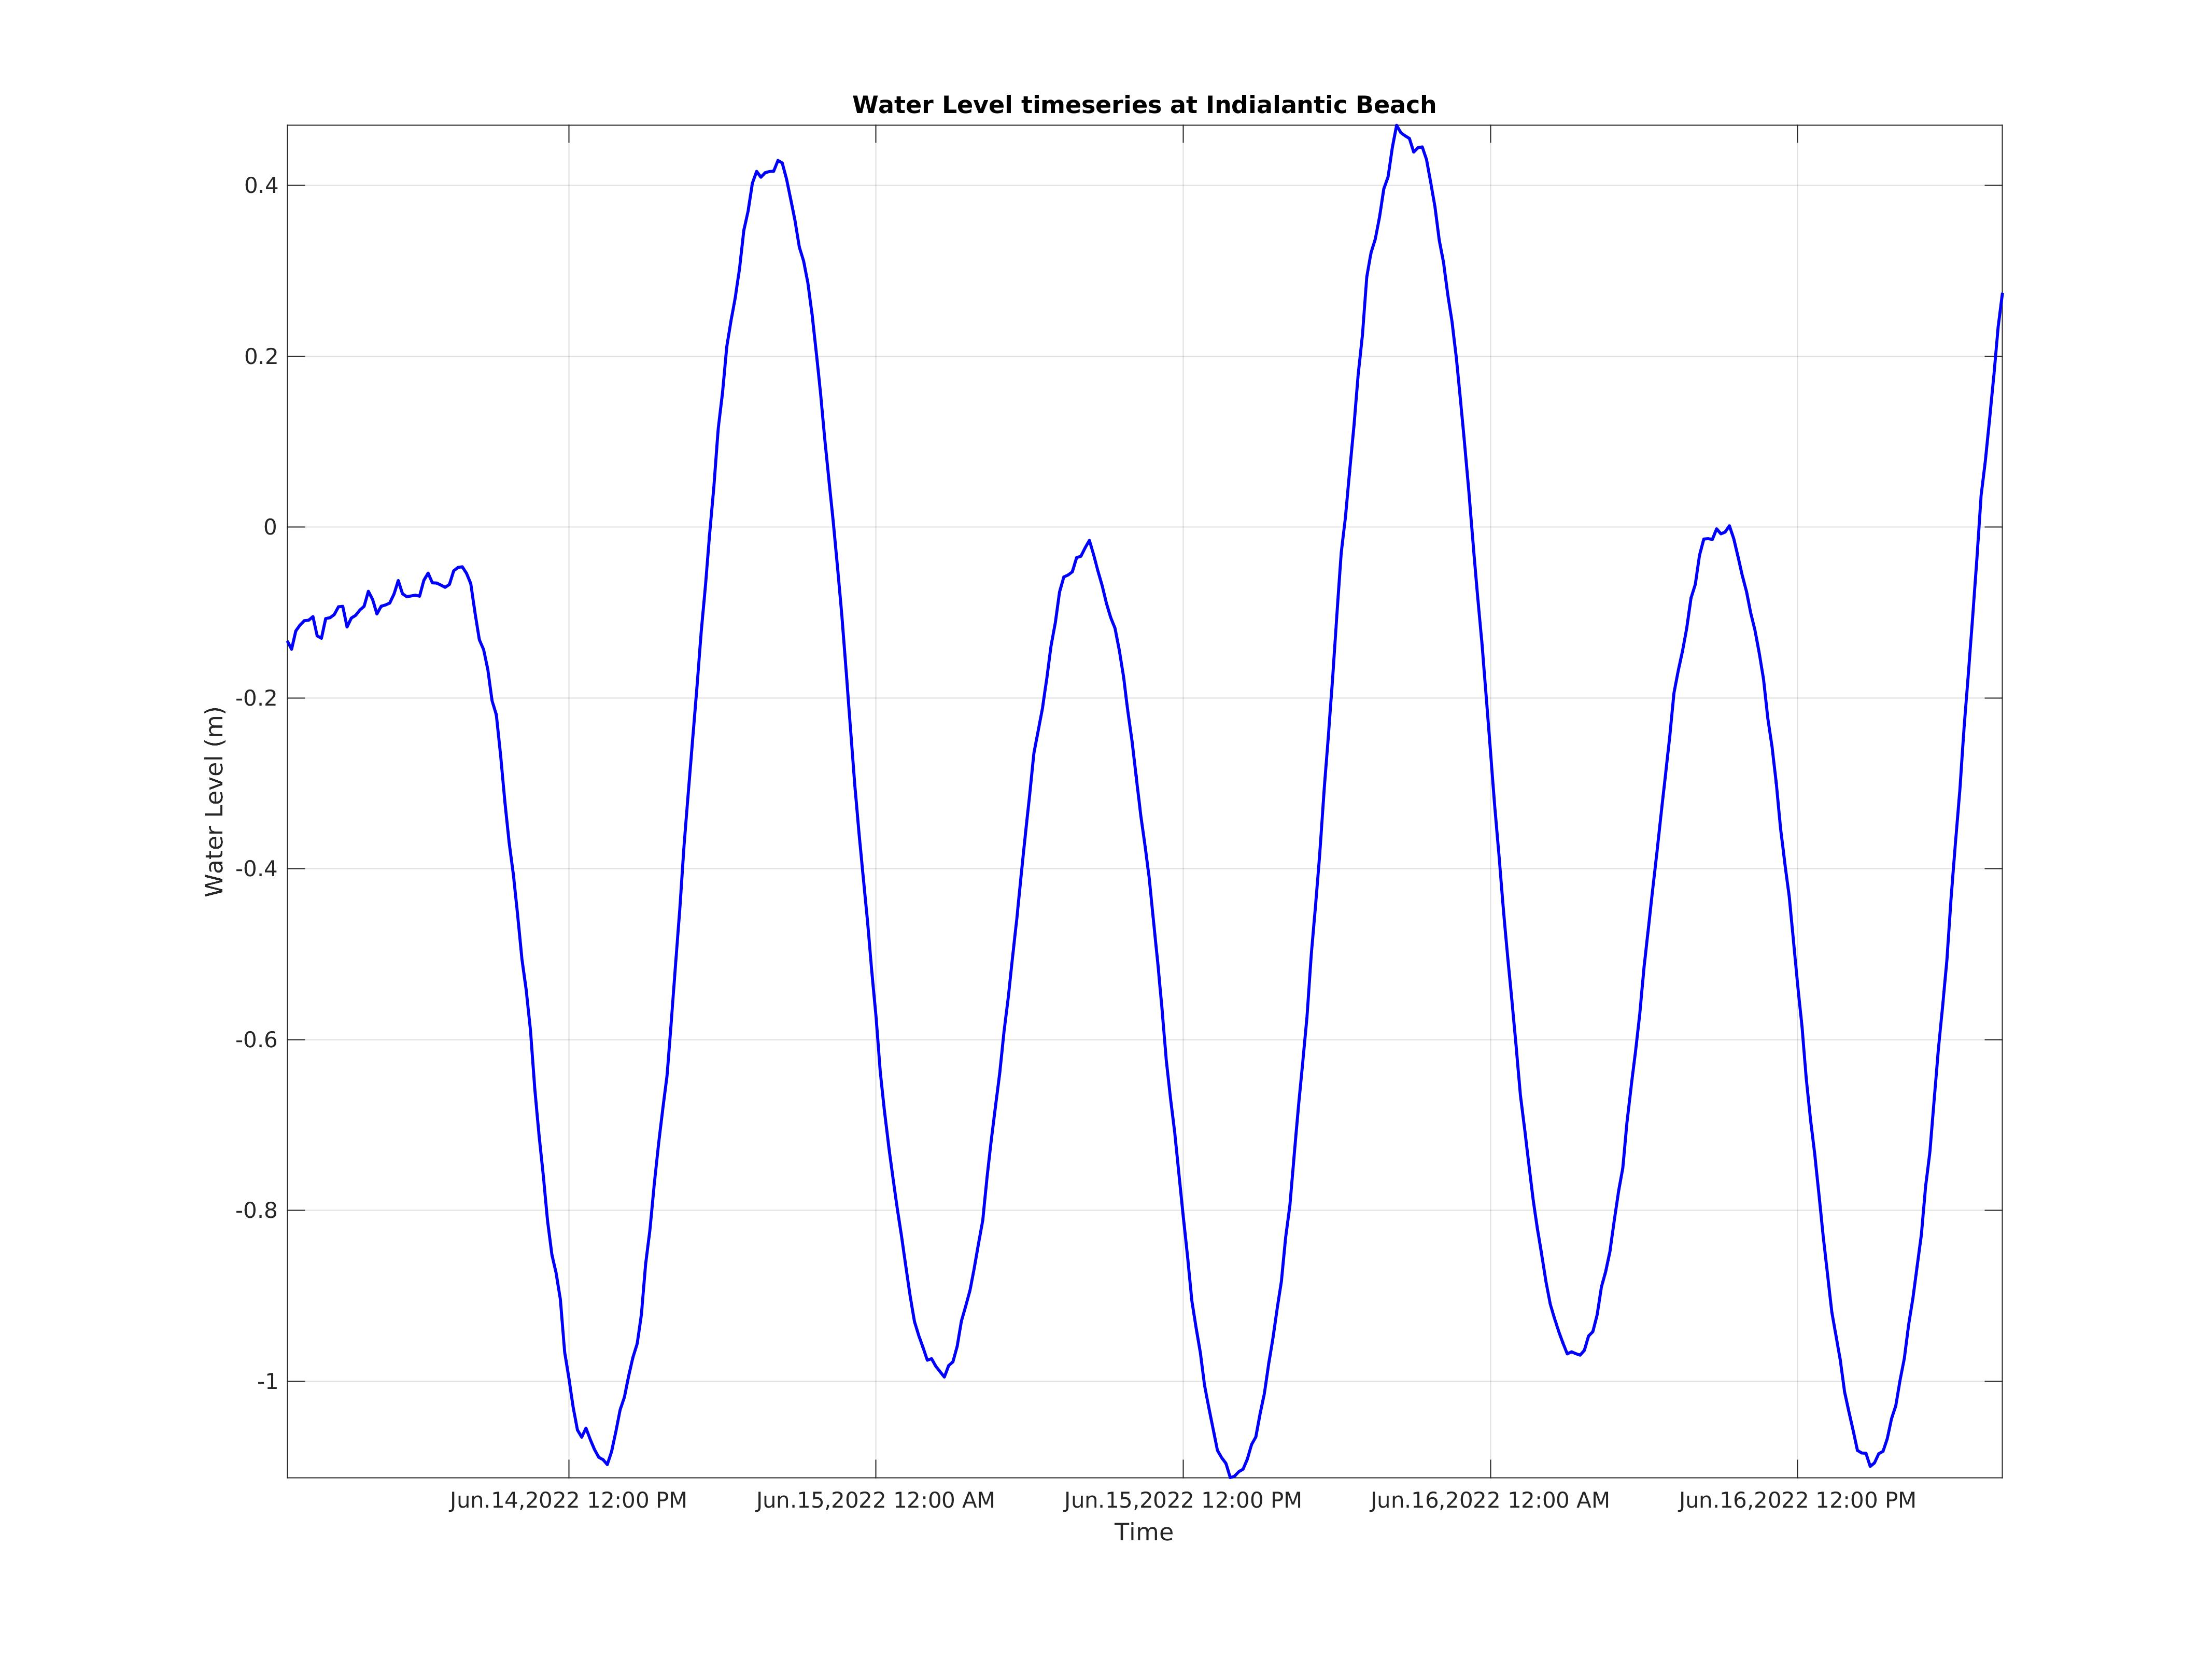 Water Level timeseries at Indialantic Beach
0.4
0.2
0
-0.2
-0.4
-0.6
-0.8
-1
Water Level (m)
Jun.14,2022 12:00 PM Jun.15,2022 12:00 AM Jun.15,2022 12:00 PM Jun.16,2022 12:00 AM Jun.16,2022 12:00 PM
Time